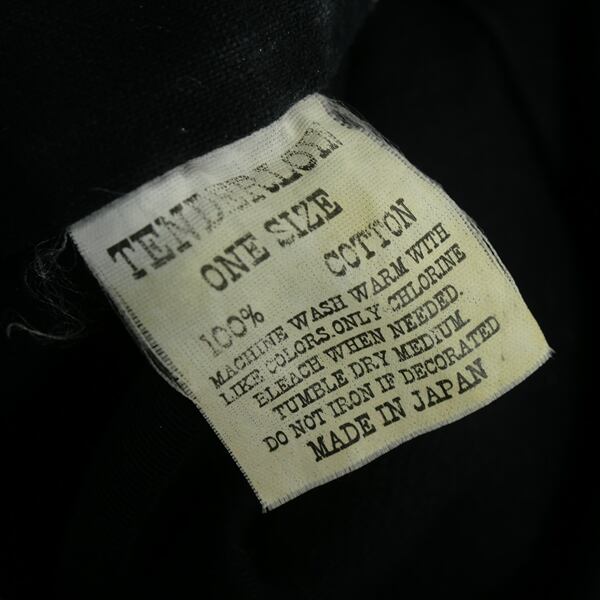 TENDERLOIN
ONE SIZE
100% COTTON
MACHINE WASH WARM WITH
LIKE COLORS.ONLY CHLORINE
BLEACH WHEN NEEDED.
TUMBLE DRY MEDIUM.
DO NOT IRON IF DECORATED
MADE IN JAPAN